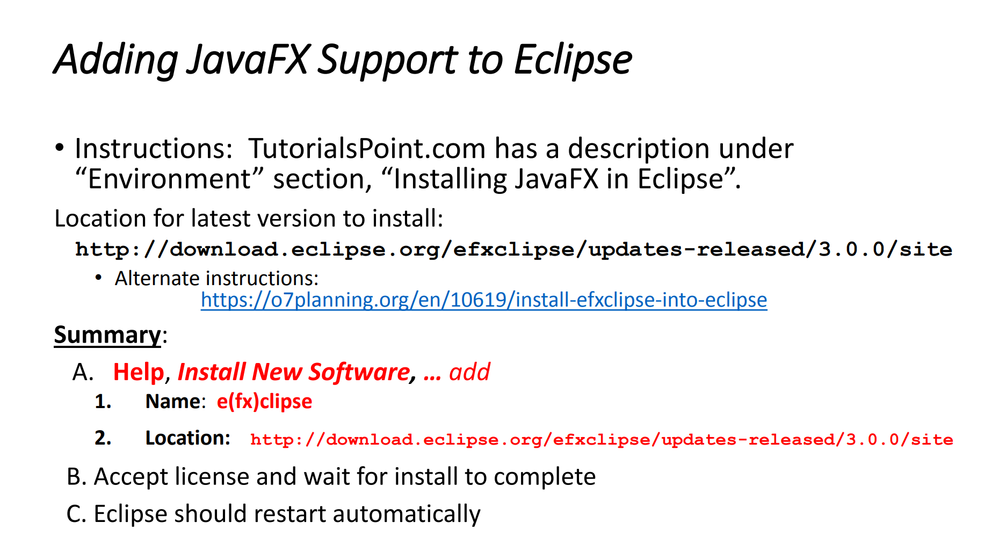 Adding JavaFX Support to Eclipse
• Instructions:  TutorialsPoint.com has a description under
“Environment” section, “Installing JavaFX in Eclipse”.
Location for latest version to install:
http://download.eclipse.org/efxclipse/updates-released/3.0.0/site
• Alternate instructions:
https://o7planning.org/en/10619/install-efxclipse-into-eclipse
Summary:
A. Help, Install New Software, … add
1. Name: e(fx)clipse
2. Location: http://download.eclipse.org/efxclipse/updates-released/3.0.0/site
B. Accept license and wait for install to complete
C. Eclipse should restart automatically